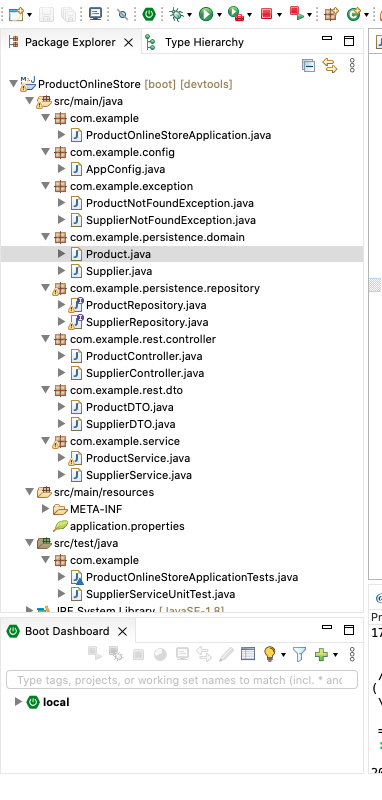 Package Explorer
Type Hierarchy
ProductOnlineStore [boot] [devtools]
src/main/java
com.example
ProductOnlineStoreApplication.java
com.example.config
AppConfig.java
com.example.exception
ProductNotFoundException.java
SupplierNotFoundException.java
com.example.persistence.domain
Product.java
Supplier.java
com.example.persistence.repository
ProductRepository.java
SupplierRepository.java
com.example.rest.controller
ProductController.java
SupplierController.java
com.example.rest.dto
ProductDTO.java
SupplierDTO.java
com.example.service
ProductService.java
SupplierService.java
src/main/resources
META-INF
application.properties
src/test/java
com.example
ProductOnlineStoreApplicationTests.java
SupplierServiceUnitTest.java
JRE System Library [JavaSE-1.8]
Boot Dashboard
Type tags, projects, or working set names to match (incl. * and
local
Pr
17